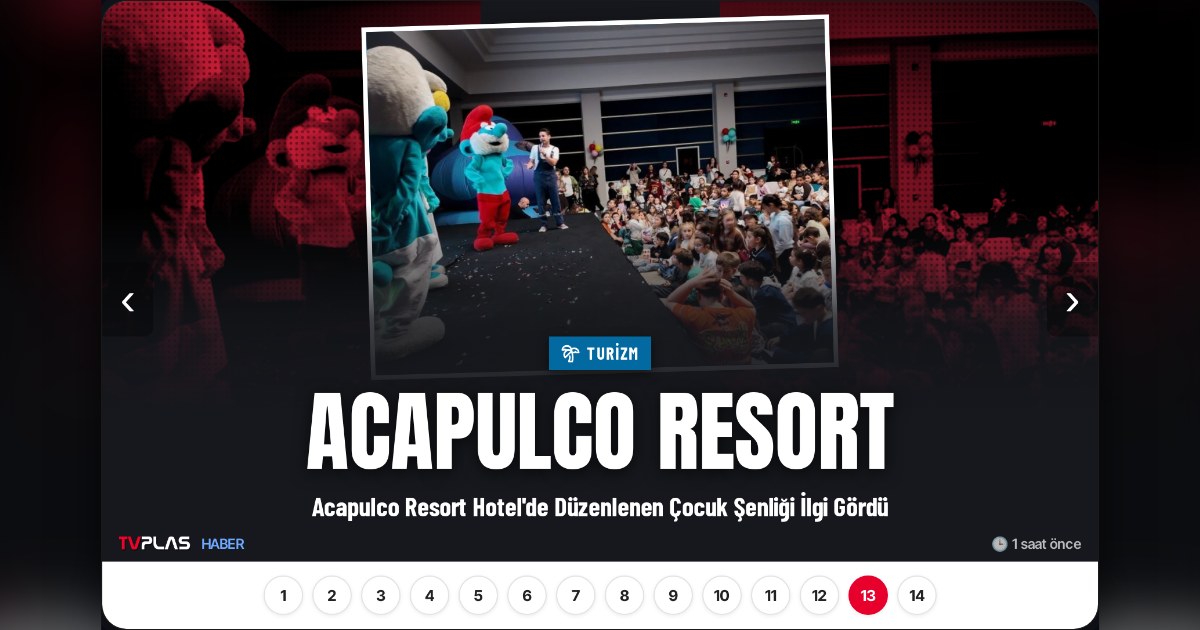 TURİZM
ACAPULCO RESORT
Acapulco Resort Hotel'de Düzenlenen Çocuk Şenliği İlgi Gördü
TVPLAS HABER
1 saat önce
1 2 3 4 5 6 7 8 9 10 11 12 13 14